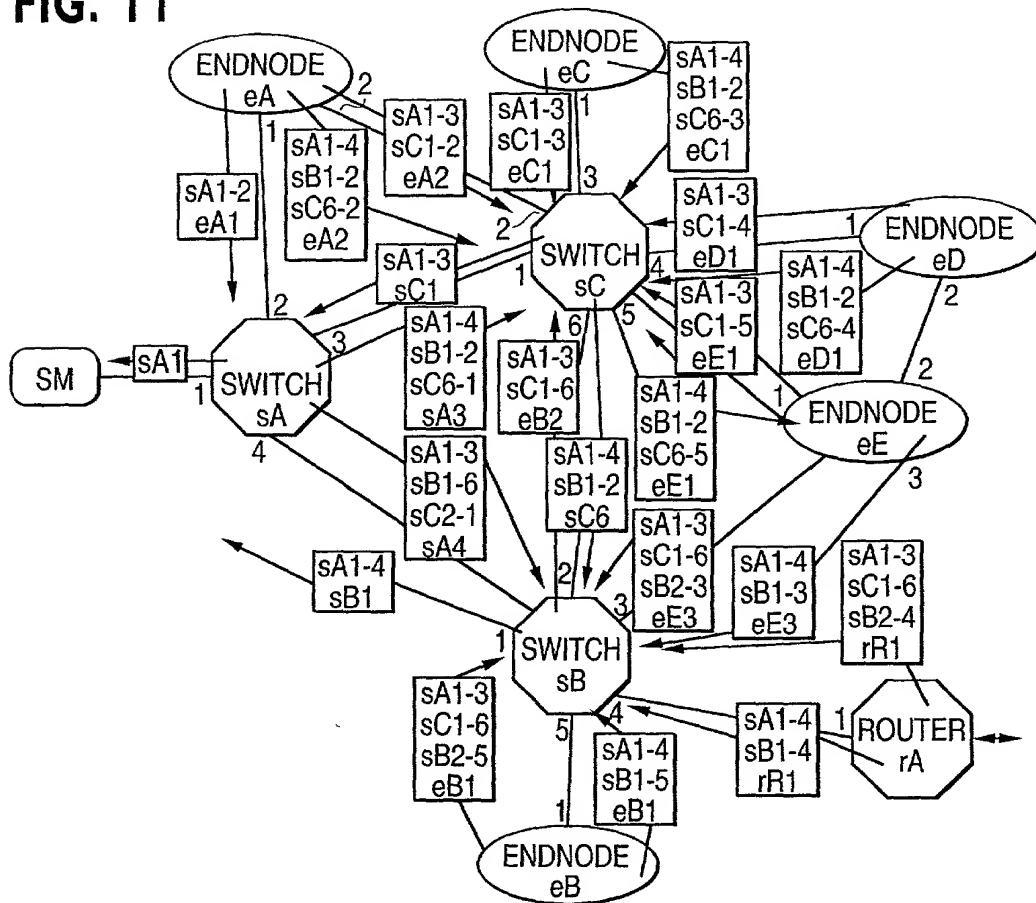 FIG. 11
ENDNODE
eA
2
2
1
sA1-2
eA1
sA1-4
sB1-2
sC6-2
eA2
sA1-3
sC1-2
eA2
ENDNODE
eC
1
sA1-3
sC1-3
eC1
sA1-4
sB1-2
sC6-3
eC1
3
2
SWITCH
sC
1
4
5
6
sA1-3
sC1-4
eD1
1
ENDNODE
eD
2
sA1-4
sB1-2
sC6-4
eD1
sA1-3
sC1
sA1-3
sC1-5
eE1
SM
sA1
1
2
3
SWITCH
sA
4
sA1-4
sB1-2
sC6-1
sA3
sA1-3
sC1-6
eB2
sA1-4
sB1-2
sC6-5
eE1
1
2
ENDNODE
eE
3
sA1-3
sB1-6
sC2-1
sA4
sA1-4
sB1-2
sC6
sA1-3
sC1-6
sB2-3
eE3
sA1-4
sB1-3
eE3
sA1-3
sC1-6
sB2-4
rR1
sA1-4
sB1
2
3
1
SWITCH
sB
4
5
sA1-3
sC1-6
sB2-5
eB1
sA1-4
sB1-5
eB1
sA1-4
sB1-4
rR1
1
ROUTER
rA
1
ENDNODE
eB